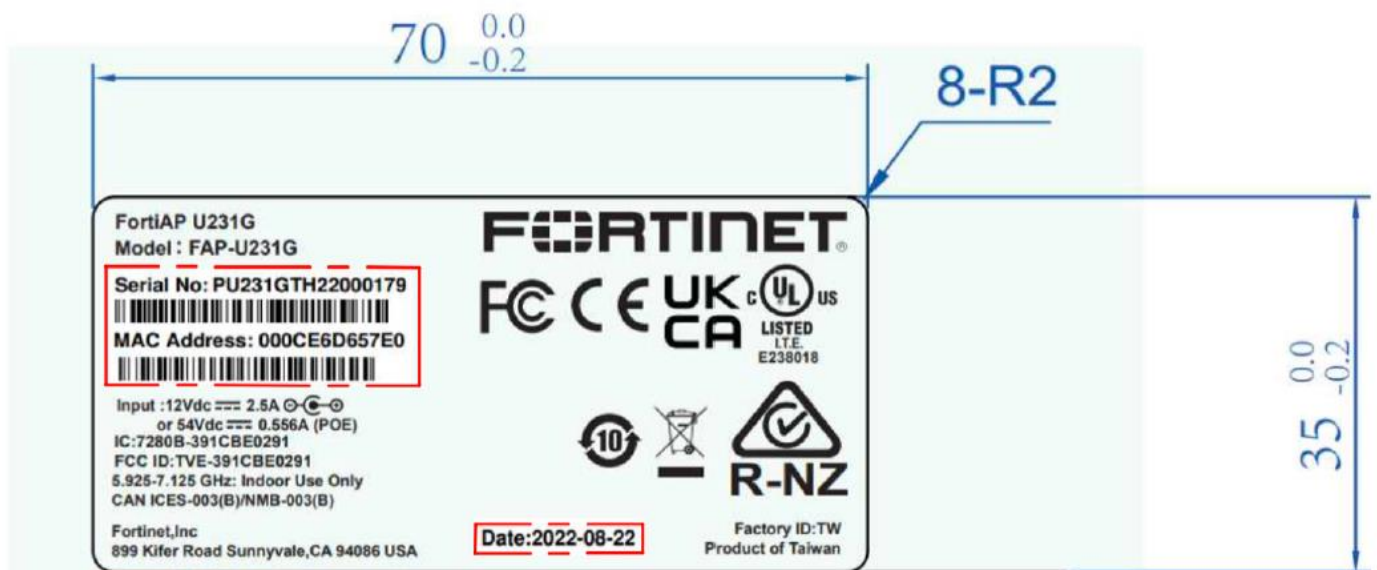 70 0.0
-0.2
8-R2
FortiAP U231G
Model : FAP-U231G
Serial No: PU231GTH22000179
MAC Address: 000CE6D657E0
Input :12Vdc 2.5A
or 54Vdc 0.556A (POE)
IC:7280B-391CBE0291
FCC ID:TVE-391CBE0291
5.925-7.125 GHz: Indoor Use Only
CAN ICES-003(B)/NMB-003(B)
Fortinet,Inc
899 Kifer Road Sunnyvale,CA 94086 USA
FORTINET®
FC CE UK CA C UL US
LISTED
I.T.E.
E238018
10
R-NZ
Date:2022-08-22
Factory ID:TW
Product of Taiwan
35 0.0
-0.2